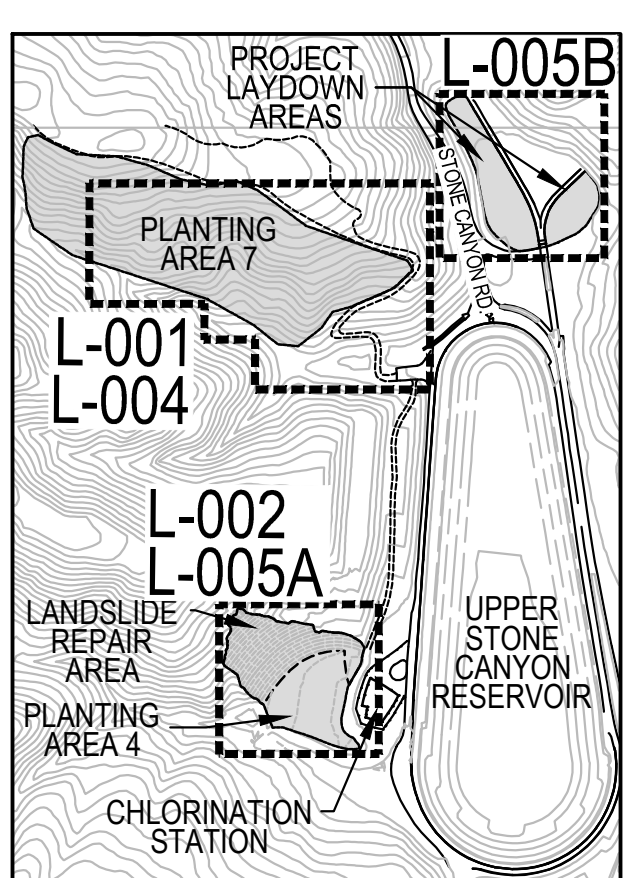 PROJECT
LAYDOWN
AREAS
L-005B
STONE CANYON RD.
PLANTING
AREA 7
L-001
L-004
L-002
L-005A
LANDSLIDE
REPAIR
AREA
PLANTING
AREA 4
UPPER
STONE
CANYON
RESERVOIR
CHLORINATION
STATION